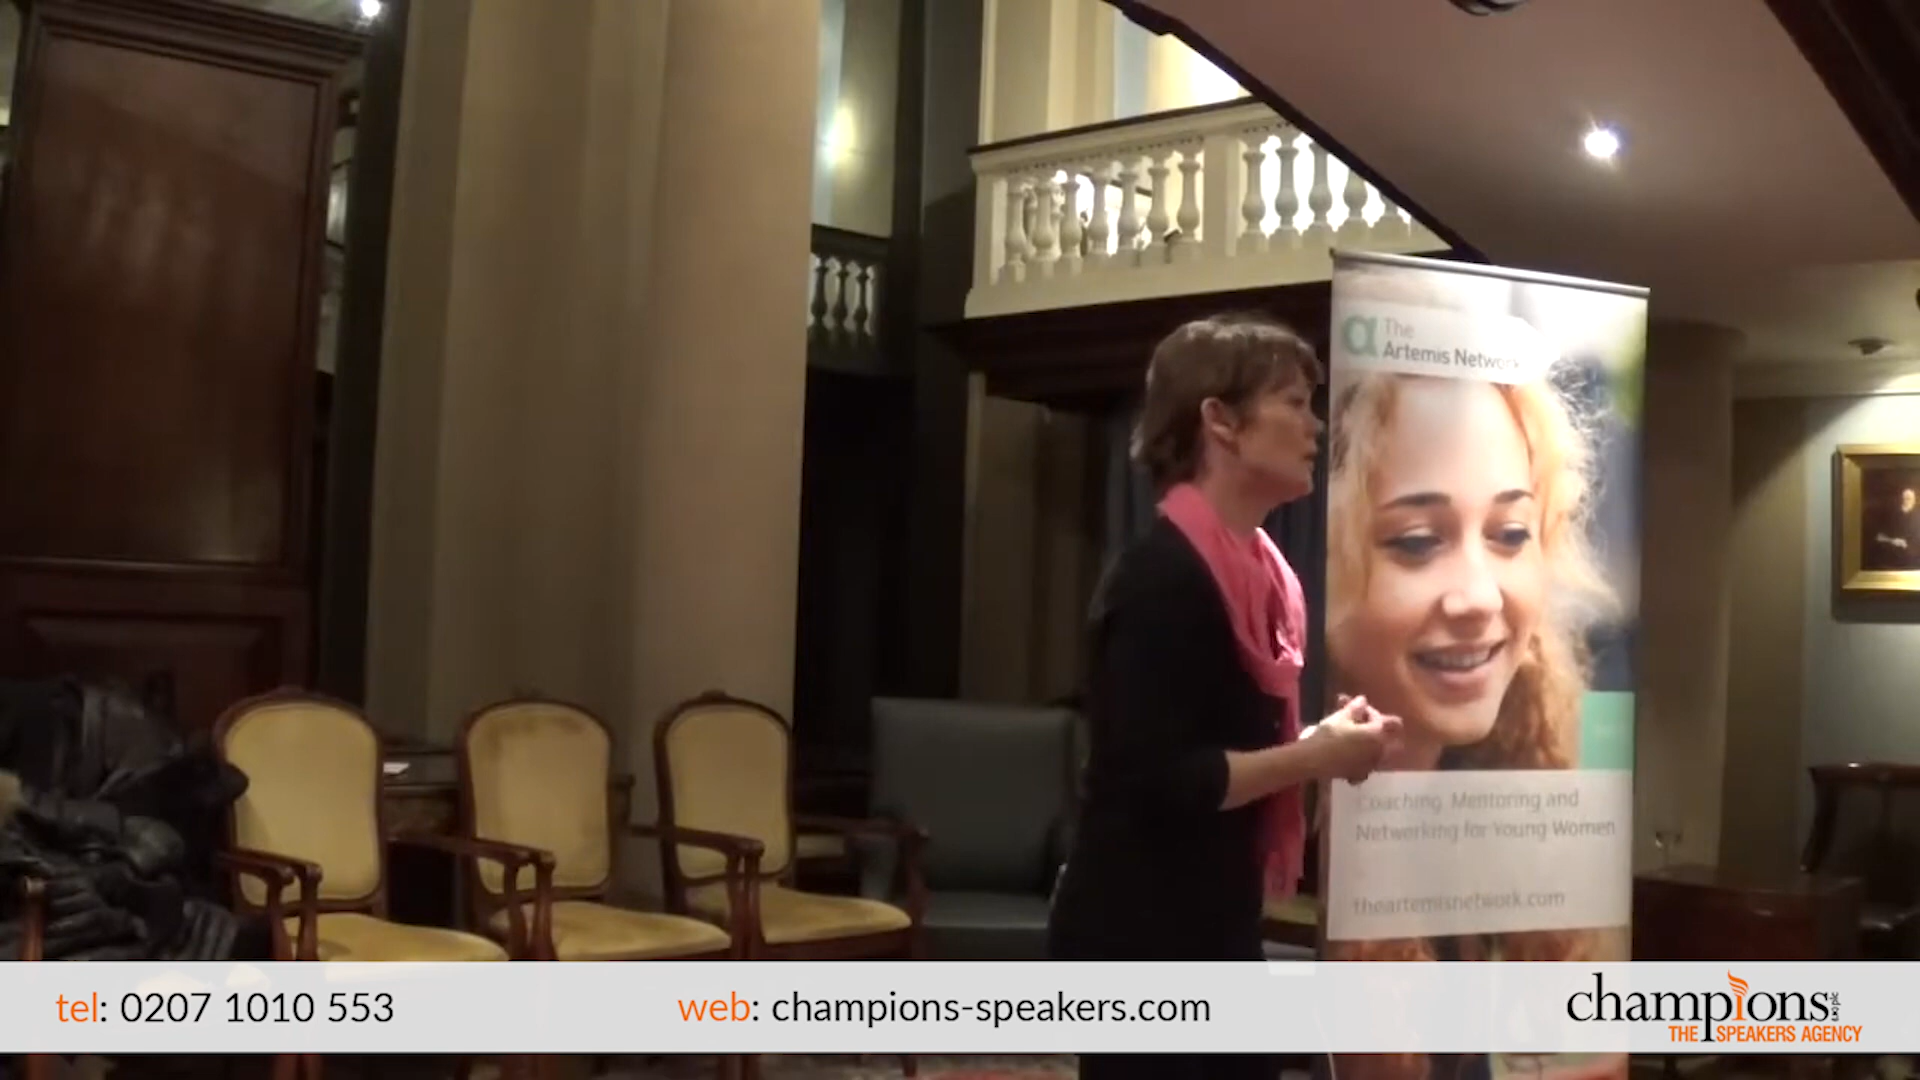 The
Artemis Network
Coaching, Mentoring and
Networking for Young Women
theartemisnetwork.com
tel: 0207 1010 553
web: champions-speakers.com
champions
THE SPEAKERS AGENCY